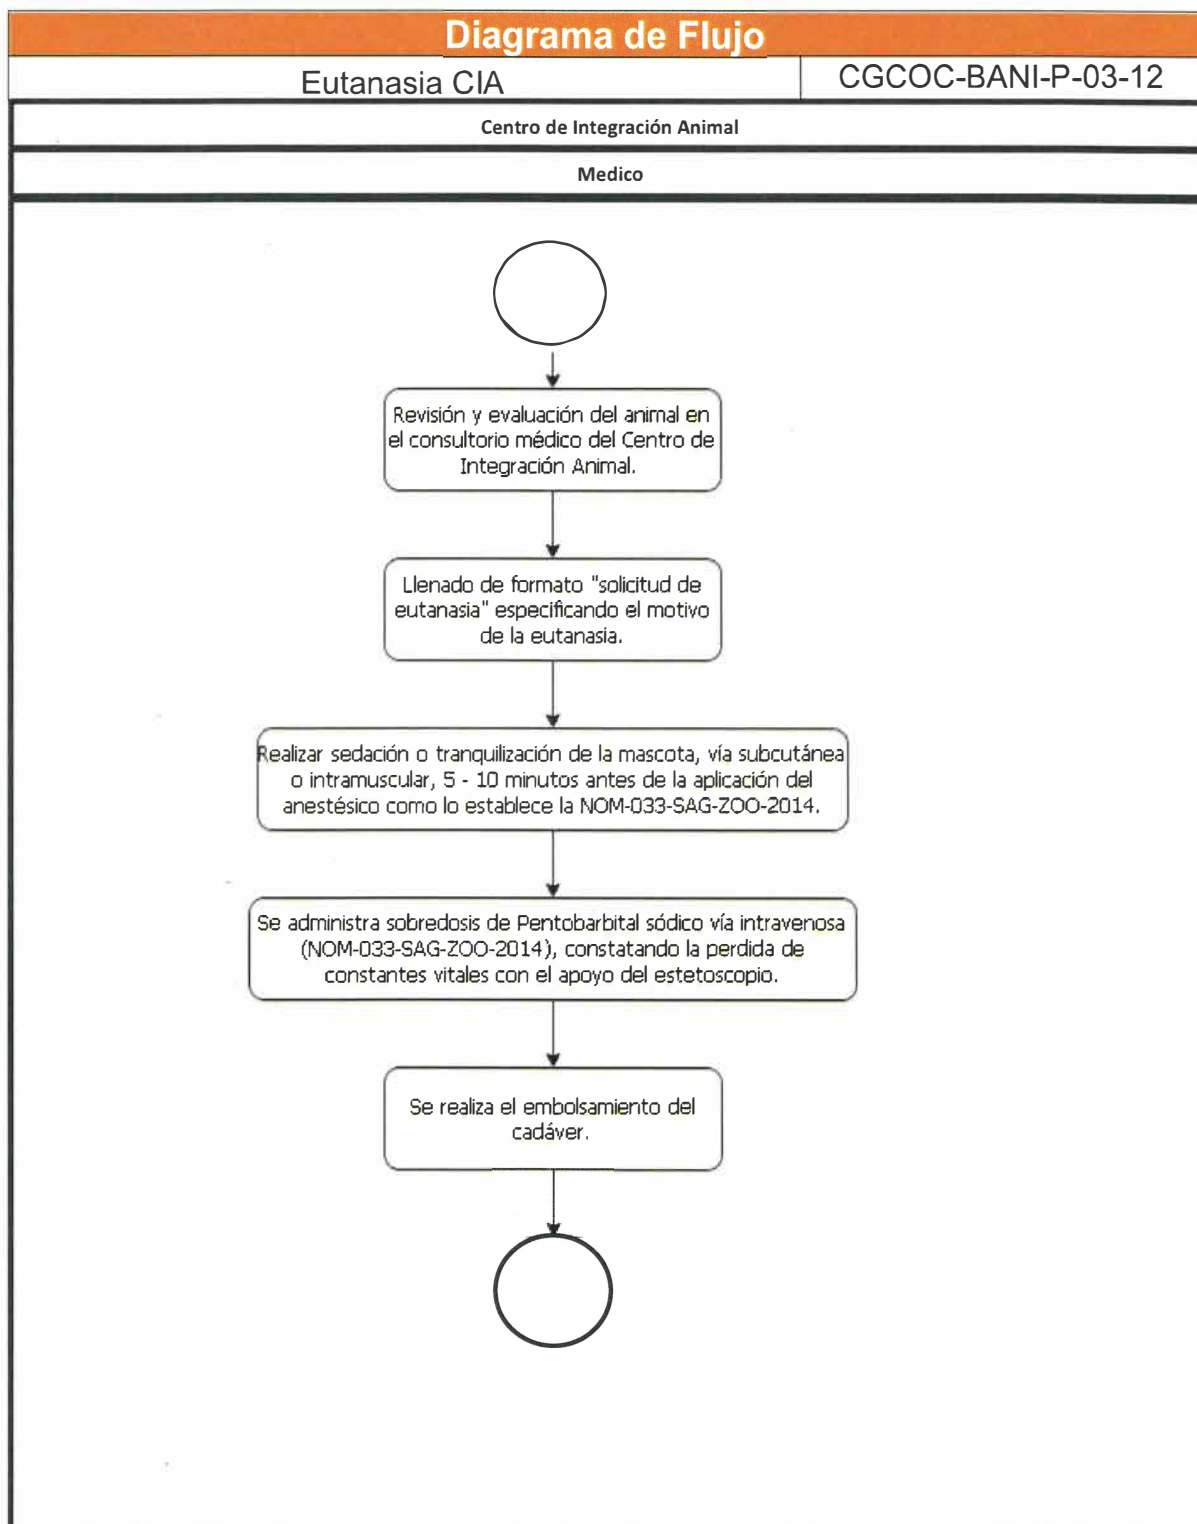 Diagrama de Flujo
Eutanasia CIA
CGCOC-BANI-P-03-12
Centro de Integración Animal
Medico
Revisión y evaluación del animal en
el consultorio médico del Centro de
Integración Animal.
Llenado de formato "solicitud de
eutanasia" especificando el motivo
de la eutanasia.
Realizar sedación o tranquilización de la mascota, vía subcutánea
o intramuscular, 5 - 10 minutos antes de la aplicación del
anestésico como lo establece la NOM-033-SAG-ZOO-2014.
Se administra sobredosis de Pentobarbital sódico vía intravenosa
(NOM-033-SAG-ZOO-2014), constatando la perdida de
constantes vitales con el apoyo del estetoscopio.
Se realiza el embolsamiento del
cadáver.